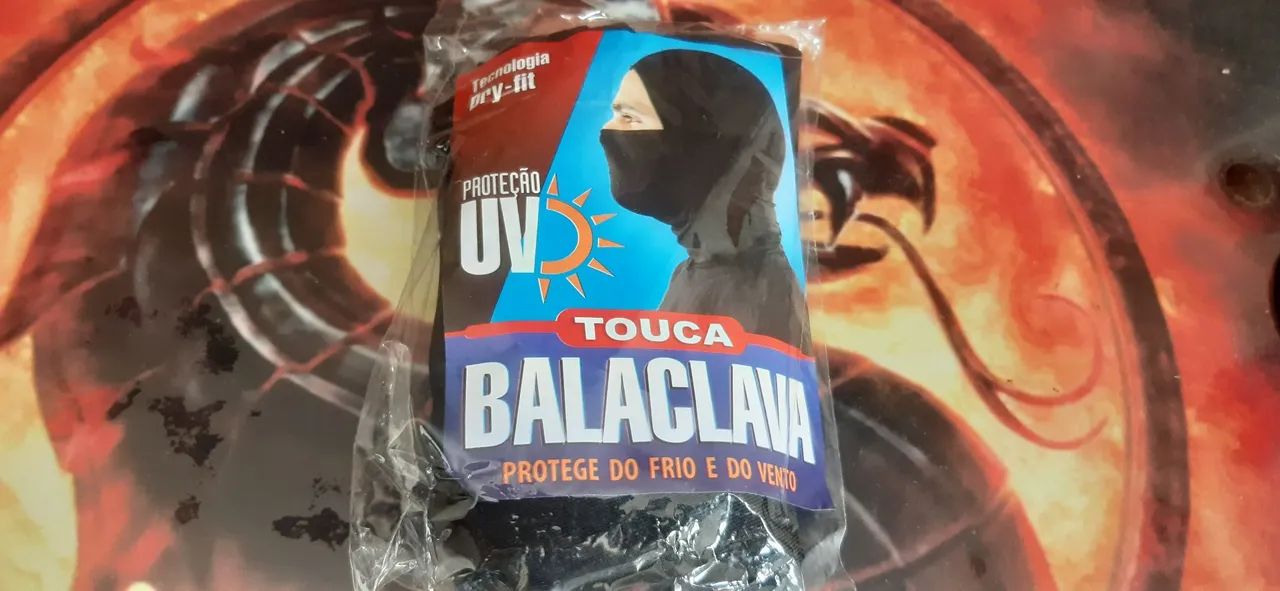 Tecnologia
Dry-fit
PROTEÇÃO
UV
TOUCA
BALACLAVA
PROTEGE DO FRIO E DO VENTO